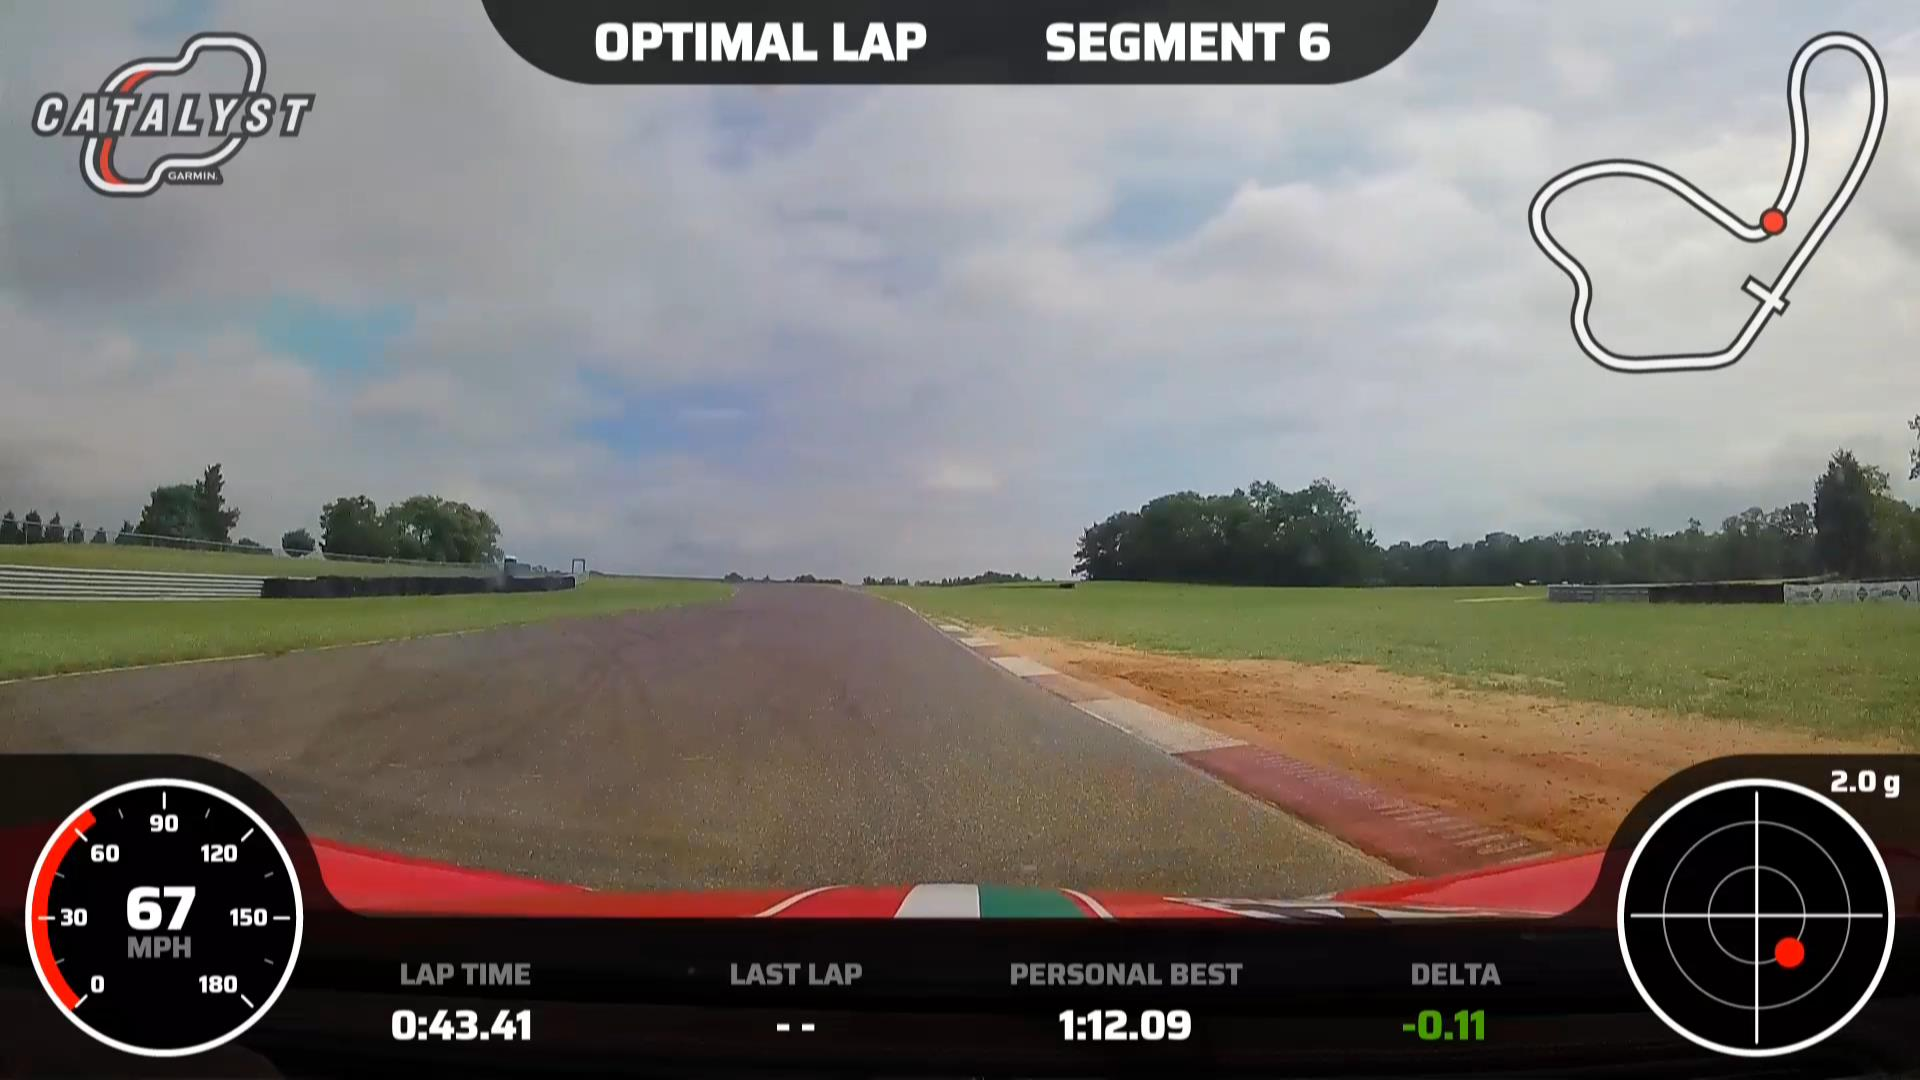 OPTIMAL LAP SEGMENT 6
CATALYST
GARMIN.
2.0 g
90
60 120
30 67 150
MPH
0 180
LAP TIME LAST LAP PERSONAL BEST DELTA
0:43.41 - - 1:12.09 -0.11